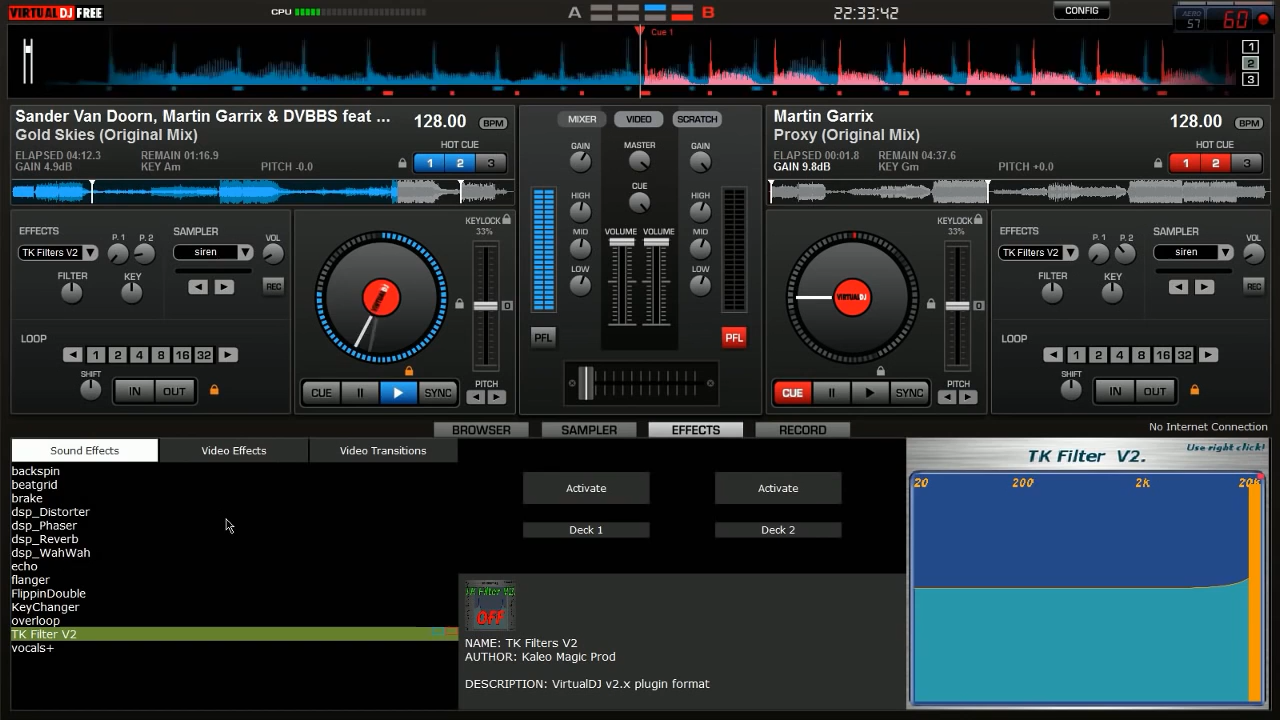 VIRTUALDJ FREE
CPU
A B
22:33:42
CONFIG
AERO 57 60
Cue 1
1
2
3
Sander Van Doorn, Martin Garrix & DVBBS feat ...
Gold Skies (Original Mix)
128.00 BPM
ELAPSED 04:12.3 REMAIN 01:16.9
GAIN 4.9dB KEY Am PITCH -0.0
HOT CUE
1 2 3
MIXER VIDEO SCRATCH
GAIN MASTER GAIN
CUE
HIGH HIGH
MID VOLUME VOLUME MID
LOW LOW
PFL PFL
Martin Garrix
Proxy (Original Mix)
128.00 BPM
ELAPSED 00:01.8 REMAIN 04:37.6
GAIN 9.8dB KEY Gm PITCH +0.0
HOT CUE
1 2 3
EFFECTS P.1 P.2 SAMPLER VOL
TK Filters V2 siren
FILTER KEY REC
LOOP
1 2 4 8 16 32
SHIFT IN OUT
KEYLOCK
33%
0
VIRTUALDJ
CUE SYNC
PITCH
KEYLOCK
33%
0
VIRTUALDJ
CUE SYNC
PITCH
EFFECTS P.1 P.2 SAMPLER VOL
TK Filters V2 siren
FILTER KEY REC
LOOP
1 2 4 8 16 32
SHIFT IN OUT
BROWSER SAMPLER EFFECTS RECORD
No Internet Connection
Sound Effects Video Effects Video Transitions
backspin
beatgrid
brake
dsp_Distorter
dsp_Phaser
dsp_Reverb
dsp_WahWah
echo
flanger
FlippinDouble
KeyChanger
overloop
TK Filter V2
vocals+
Activate Activate
Deck 1 Deck 2
TK Filter V2
OFF
NAME: TK Filters V2
AUTHOR: Kaleo Magic Prod
DESCRIPTION: VirtualDJ v2.x plugin format
Use right click!
TK Filter V2.
20 200 2k 20k